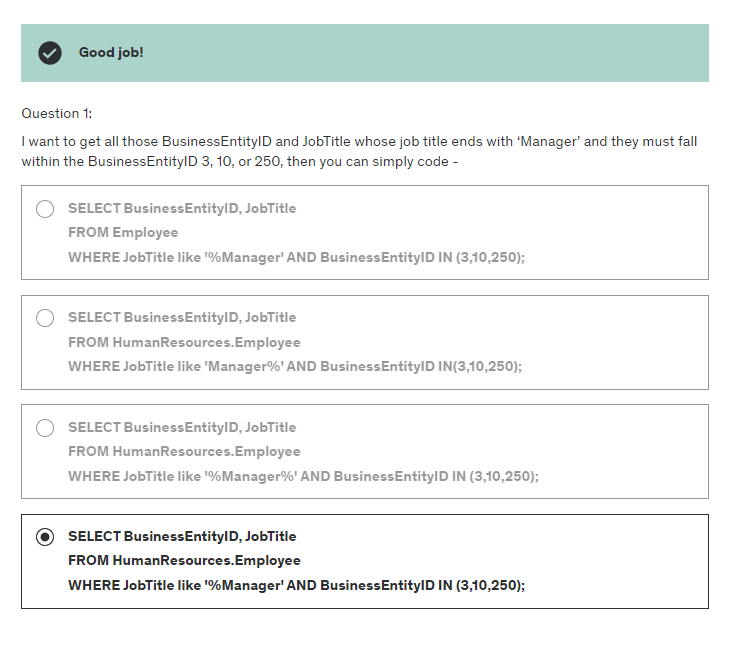 Good job!
Question 1:
I want to get all those BusinessEntityID and JobTitle whose job title ends with ‘Manager’ and they must fall
within the BusinessEntityID 3, 10, or 250, then you can simply code -
SELECT BusinessEntityID, JobTitle
FROM Employee
WHERE JobTitle like '%Manager' AND BusinessEntityID IN (3,10,250);
SELECT BusinessEntityID, JobTitle
FROM HumanResources.Employee
WHERE JobTitle like 'Manager%' AND BusinessEntityID IN(3,10,250);
SELECT BusinessEntityID, JobTitle
FROM HumanResources.Employee
WHERE JobTitle like '%Manager%' AND BusinessEntityID IN (3,10,250);
SELECT BusinessEntityID, JobTitle
FROM HumanResources.Employee
WHERE JobTitle like '%Manager' AND BusinessEntityID IN (3,10,250);